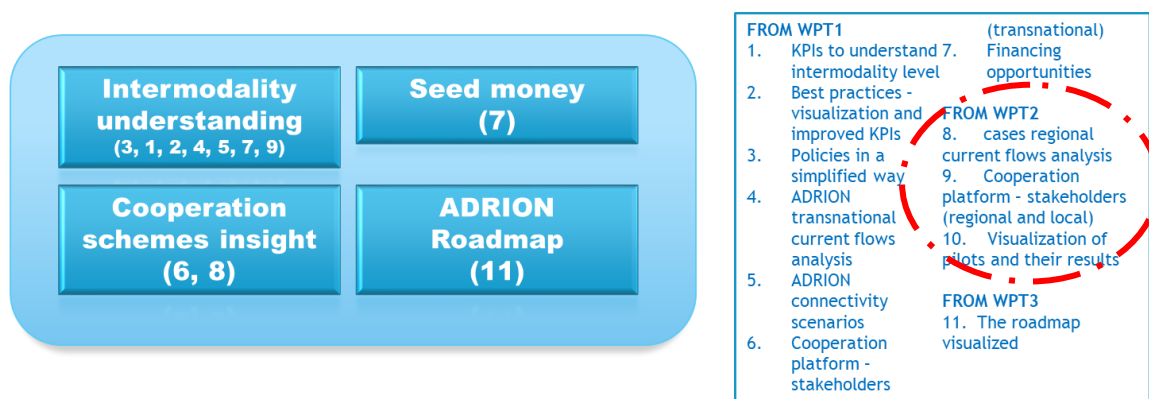 Intermodality
understanding
(3, 1, 2, 4, 5, 7, 9)
Seed money
(7)
Cooperation
schemes insight
(6, 8)
ADRION
Roadmap
(11)
FROM WPT1
1. KPIs to understand
intermodality level
2. Best practices -
visualization and
improved KPIs
3. Policies in a
simplified way
4. ADRION
transnational
current flows
analysis
5. ADRION
connectivity
scenarios
6. Cooperation
platform -
stakeholders
(transnational)
7. Financing
opportunities
FROM WPT2
8. cases regional
current flows analysis
9. Cooperation
platform - stakeholders
(regional and local)
10. Visualization of
pilots and their results
FROM WPT3
11. The roadmap
visualized